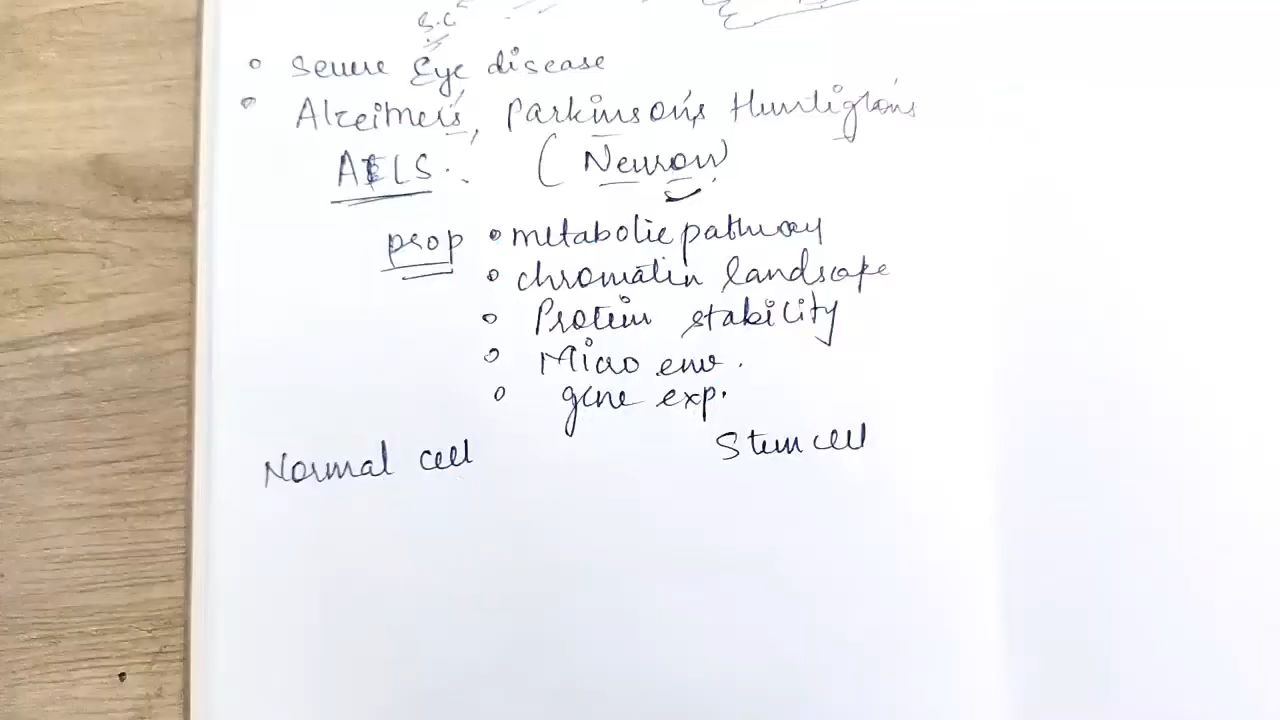 S.C
• severe Eye disease
• Alzeimer's, Parkinson's Huntigton's
ALS. (Neuron)
prop • metabolic pathway
• chromatin landscape
• Protein stability
• Micro env.
• gene exp.
Normal cell Stem cell